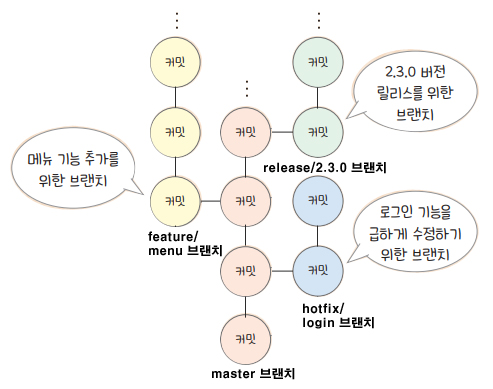 ⋮
⋮
커밋
커밋
⋮
2.3.0 버전
릴리스를 위한
브랜치
커밋
커밋
커밋
release/2.3.0 브랜치
메뉴 기능 추가를
위한 브랜치
커밋
커밋
커밋
feature/
menu 브랜치
로그인 기능을
급하게 수정하기
위한 브랜치
커밋
커밋
hotfix/
login 브랜치
커밋
master 브랜치